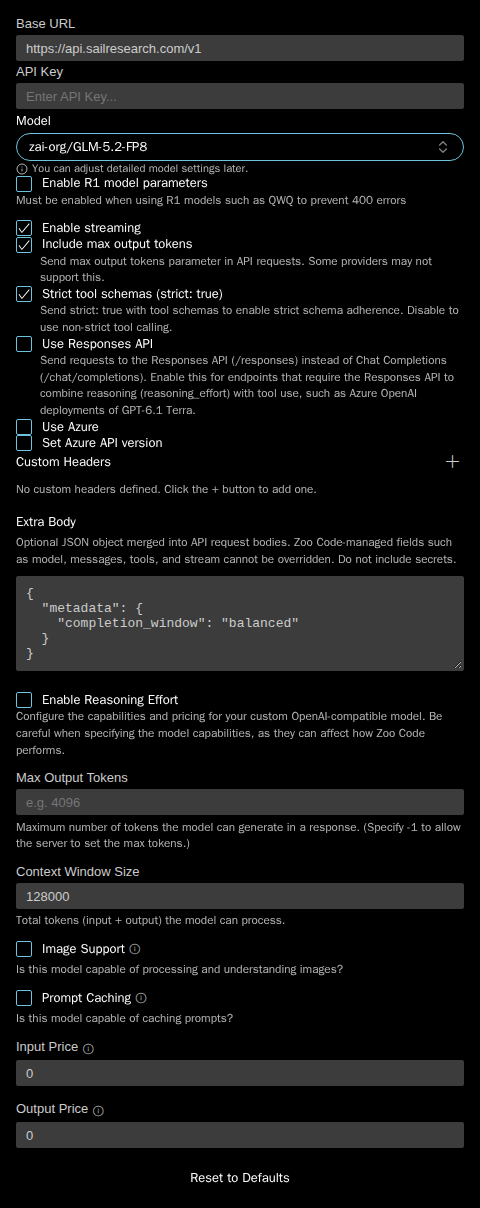 Base URL
https://api.sailresearch.com/v1
API Key
Enter API Key...
Model
zai-org/GLM-5.2-FP8
You can adjust detailed model settings later.
Enable R1 model parameters
Must be enabled when using R1 models such as QWQ to prevent 400 errors
Enable streaming
Include max output tokens
Send max output tokens parameter in API requests. Some providers may not
support this.
Strict tool schemas (strict: true)
Send strict: true with tool schemas to enable strict schema adherence. Disable to
use non-strict tool calling.
Use Responses API
Send requests to the Responses API (/responses) instead of Chat Completions
(/chat/completions). Enable this for endpoints that require the Responses API to
combine reasoning (reasoning_effort) with tool use, such as Azure OpenAI
deployments of GPT-6.1 Terra.
Use Azure
Set Azure API version
Custom Headers
No custom headers defined. Click the + button to add one.
Extra Body
Optional JSON object merged into API request bodies. Zoo Code-managed fields such
as model, messages, tools, and stream cannot be overridden. Do not include secrets.
{
  "metadata": {
    "completion_window": "balanced"
  }
}
Enable Reasoning Effort
Configure the capabilities and pricing for your custom OpenAI-compatible model. Be
careful when specifying the model capabilities, as they can affect how Zoo Code
performs.
Max Output Tokens
e.g. 4096
Maximum number of tokens the model can generate in a response. (Specify -1 to allow
the server to set the max tokens.)
Context Window Size
128000
Total tokens (input + output) the model can process.
Image Support
Is this model capable of processing and understanding images?
Prompt Caching
Is this model capable of caching prompts?
Input Price
0
Output Price
0
Reset to Defaults